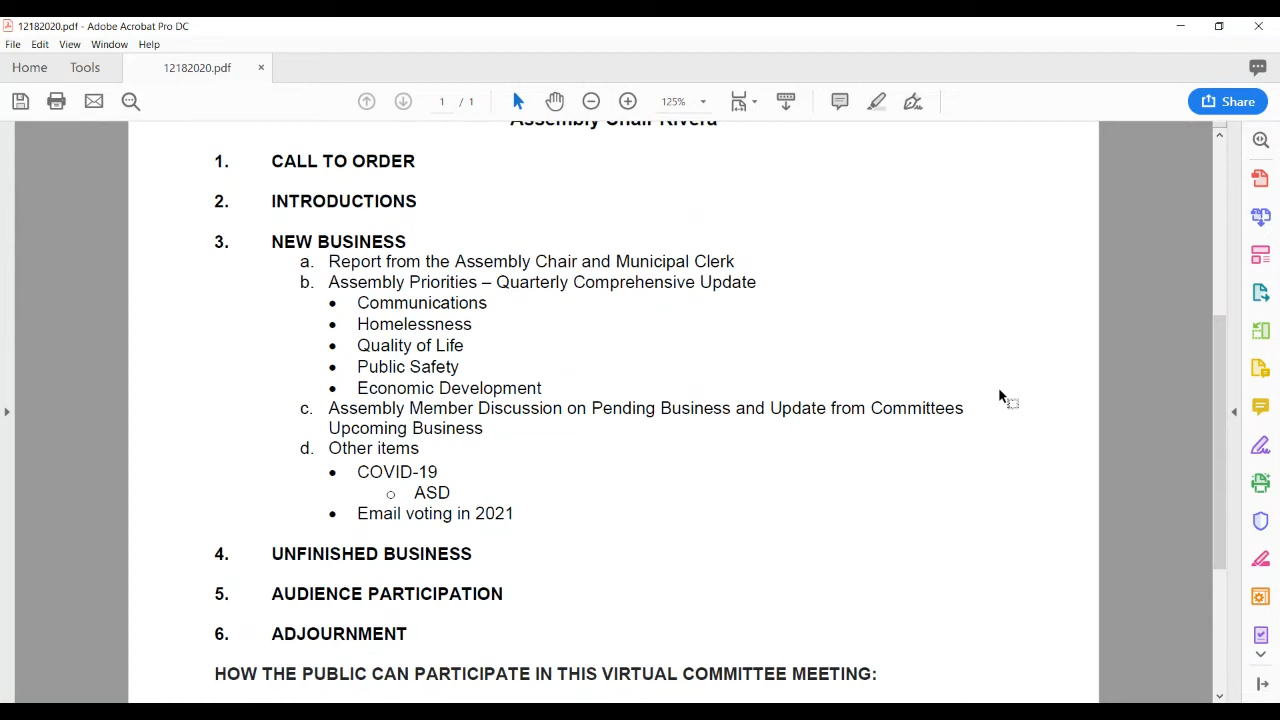 12182020.pdf - Adobe Acrobat Pro DC
File Edit View Window Help
Home Tools 12182020.pdf ×
1 / 1 125% Share
Assembly Chair Rivera
1. CALL TO ORDER
2. INTRODUCTIONS
3. NEW BUSINESS
a. Report from the Assembly Chair and Municipal Clerk
b. Assembly Priorities – Quarterly Comprehensive Update
• Communications
• Homelessness
• Quality of Life
• Public Safety
• Economic Development
c. Assembly Member Discussion on Pending Business and Update from Committees
Upcoming Business
d. Other items
• COVID-19
○ ASD
• Email voting in 2021
4. UNFINISHED BUSINESS
5. AUDIENCE PARTICIPATION
6. ADJOURNMENT
HOW THE PUBLIC CAN PARTICIPATE IN THIS VIRTUAL COMMITTEE MEETING: